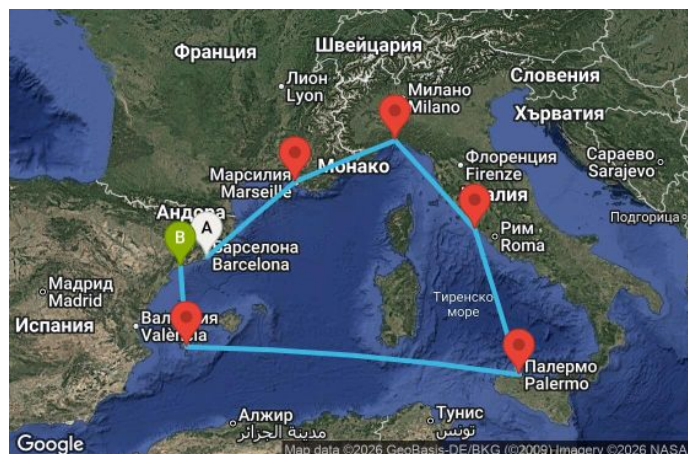 Швейцария
Франция
Словения
Лион
Lyon
Милано
Milano
Хърватия
Монако
Марсилия
Marseille
Флоренция
Firenze
Сараево
Sarajevo
Андора
Подгорица
Рим
Roma
A
B
Барселона
Barcelona
Мадрид
Madrid
Тиренско
море
València
Испания
Палермо
Palermo
Алжир
مدينة الجزائر
Тунис
تونس
Google
Map data ©2026 GeoBasis-DE/BKG (©2009) Imagery ©2026 NASA